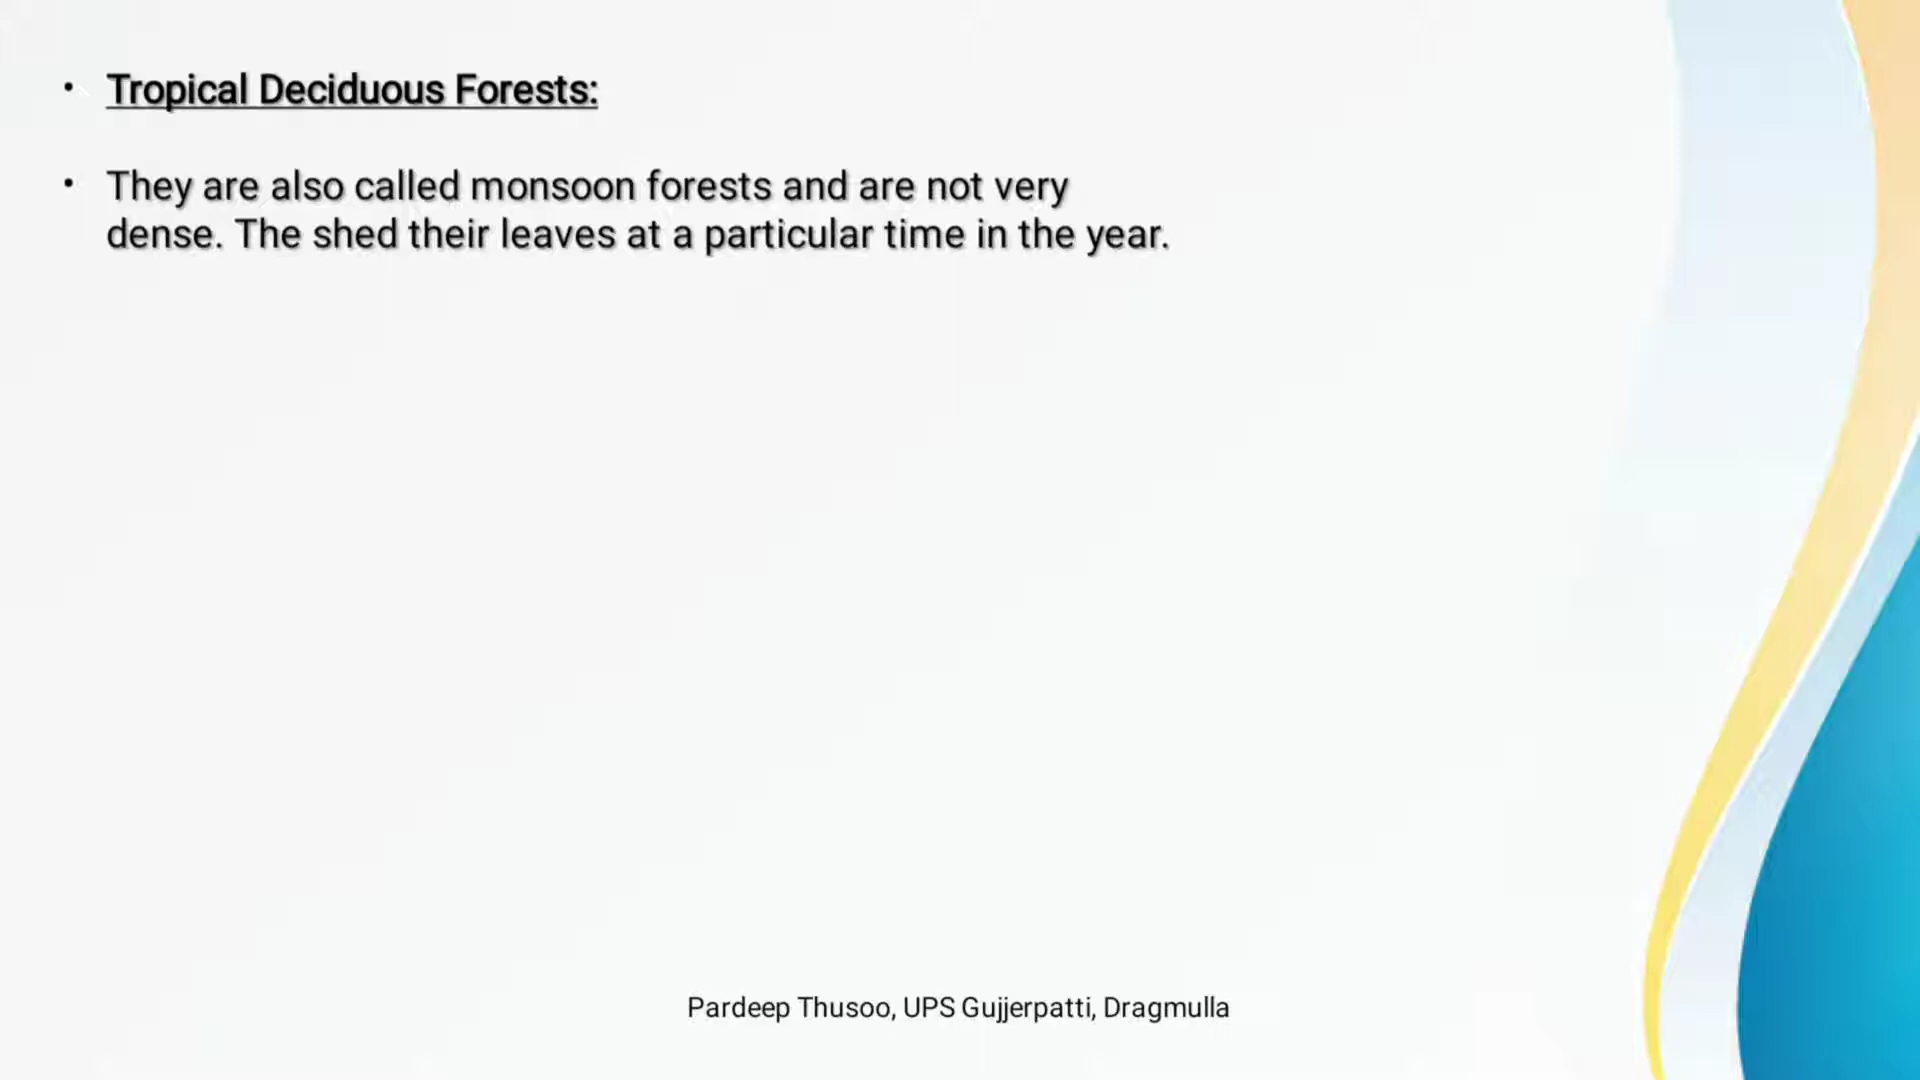 • Tropical Deciduous Forests:
• They are also called monsoon forests and are not very
dense. The shed their leaves at a particular time in the year.
Pardeep Thusoo, UPS Gujjerpatti, Dragmulla